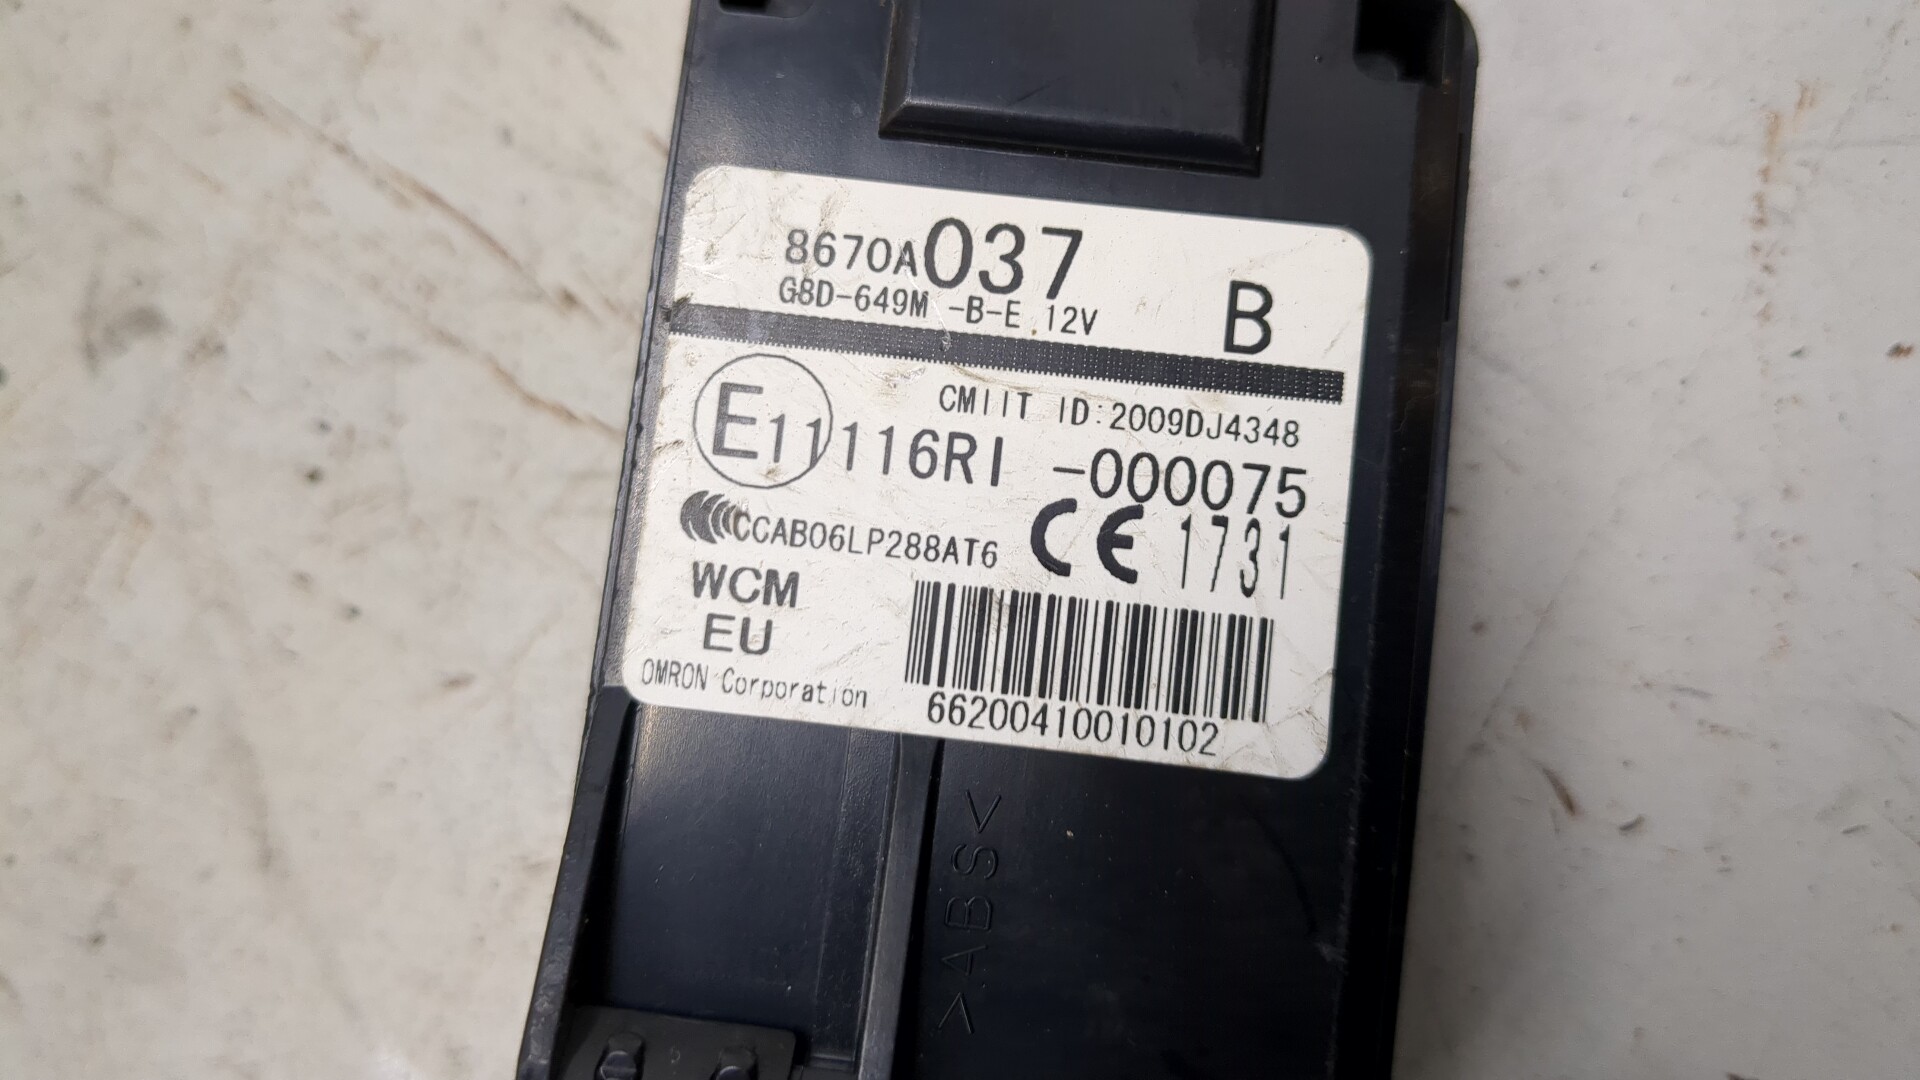 8670A037
G8D-649M -B-E 12V
B
CMIIT ID:2009DJ4348
E11 116RI -000075
CCAB06LP288AT6 CE 1731
WCM
EU
OMRON Corporation
66200410010102
>ABS<